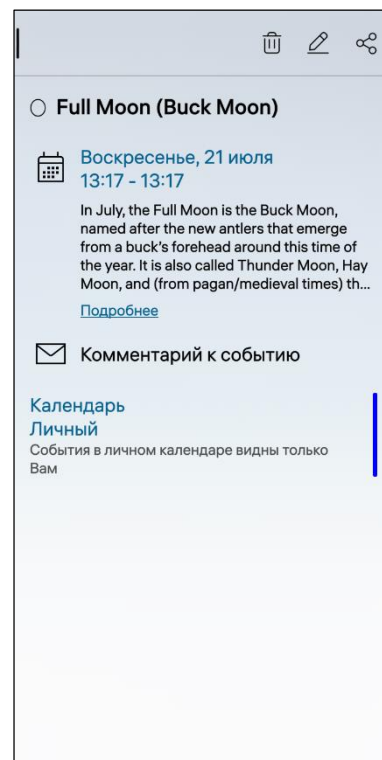 Full Moon (Buck Moon)
Воскресенье, 21 июля
13:17 - 13:17
In July, the Full Moon is the Buck Moon,
named after the new antlers that emerge
from a buck's forehead around this time of
the year. It is also called Thunder Moon, Hay
Moon, and (from pagan/medieval times) th...
Подробнее
Комментарий к событию
Календарь
Личный
События в личном календаре видны только
Вам